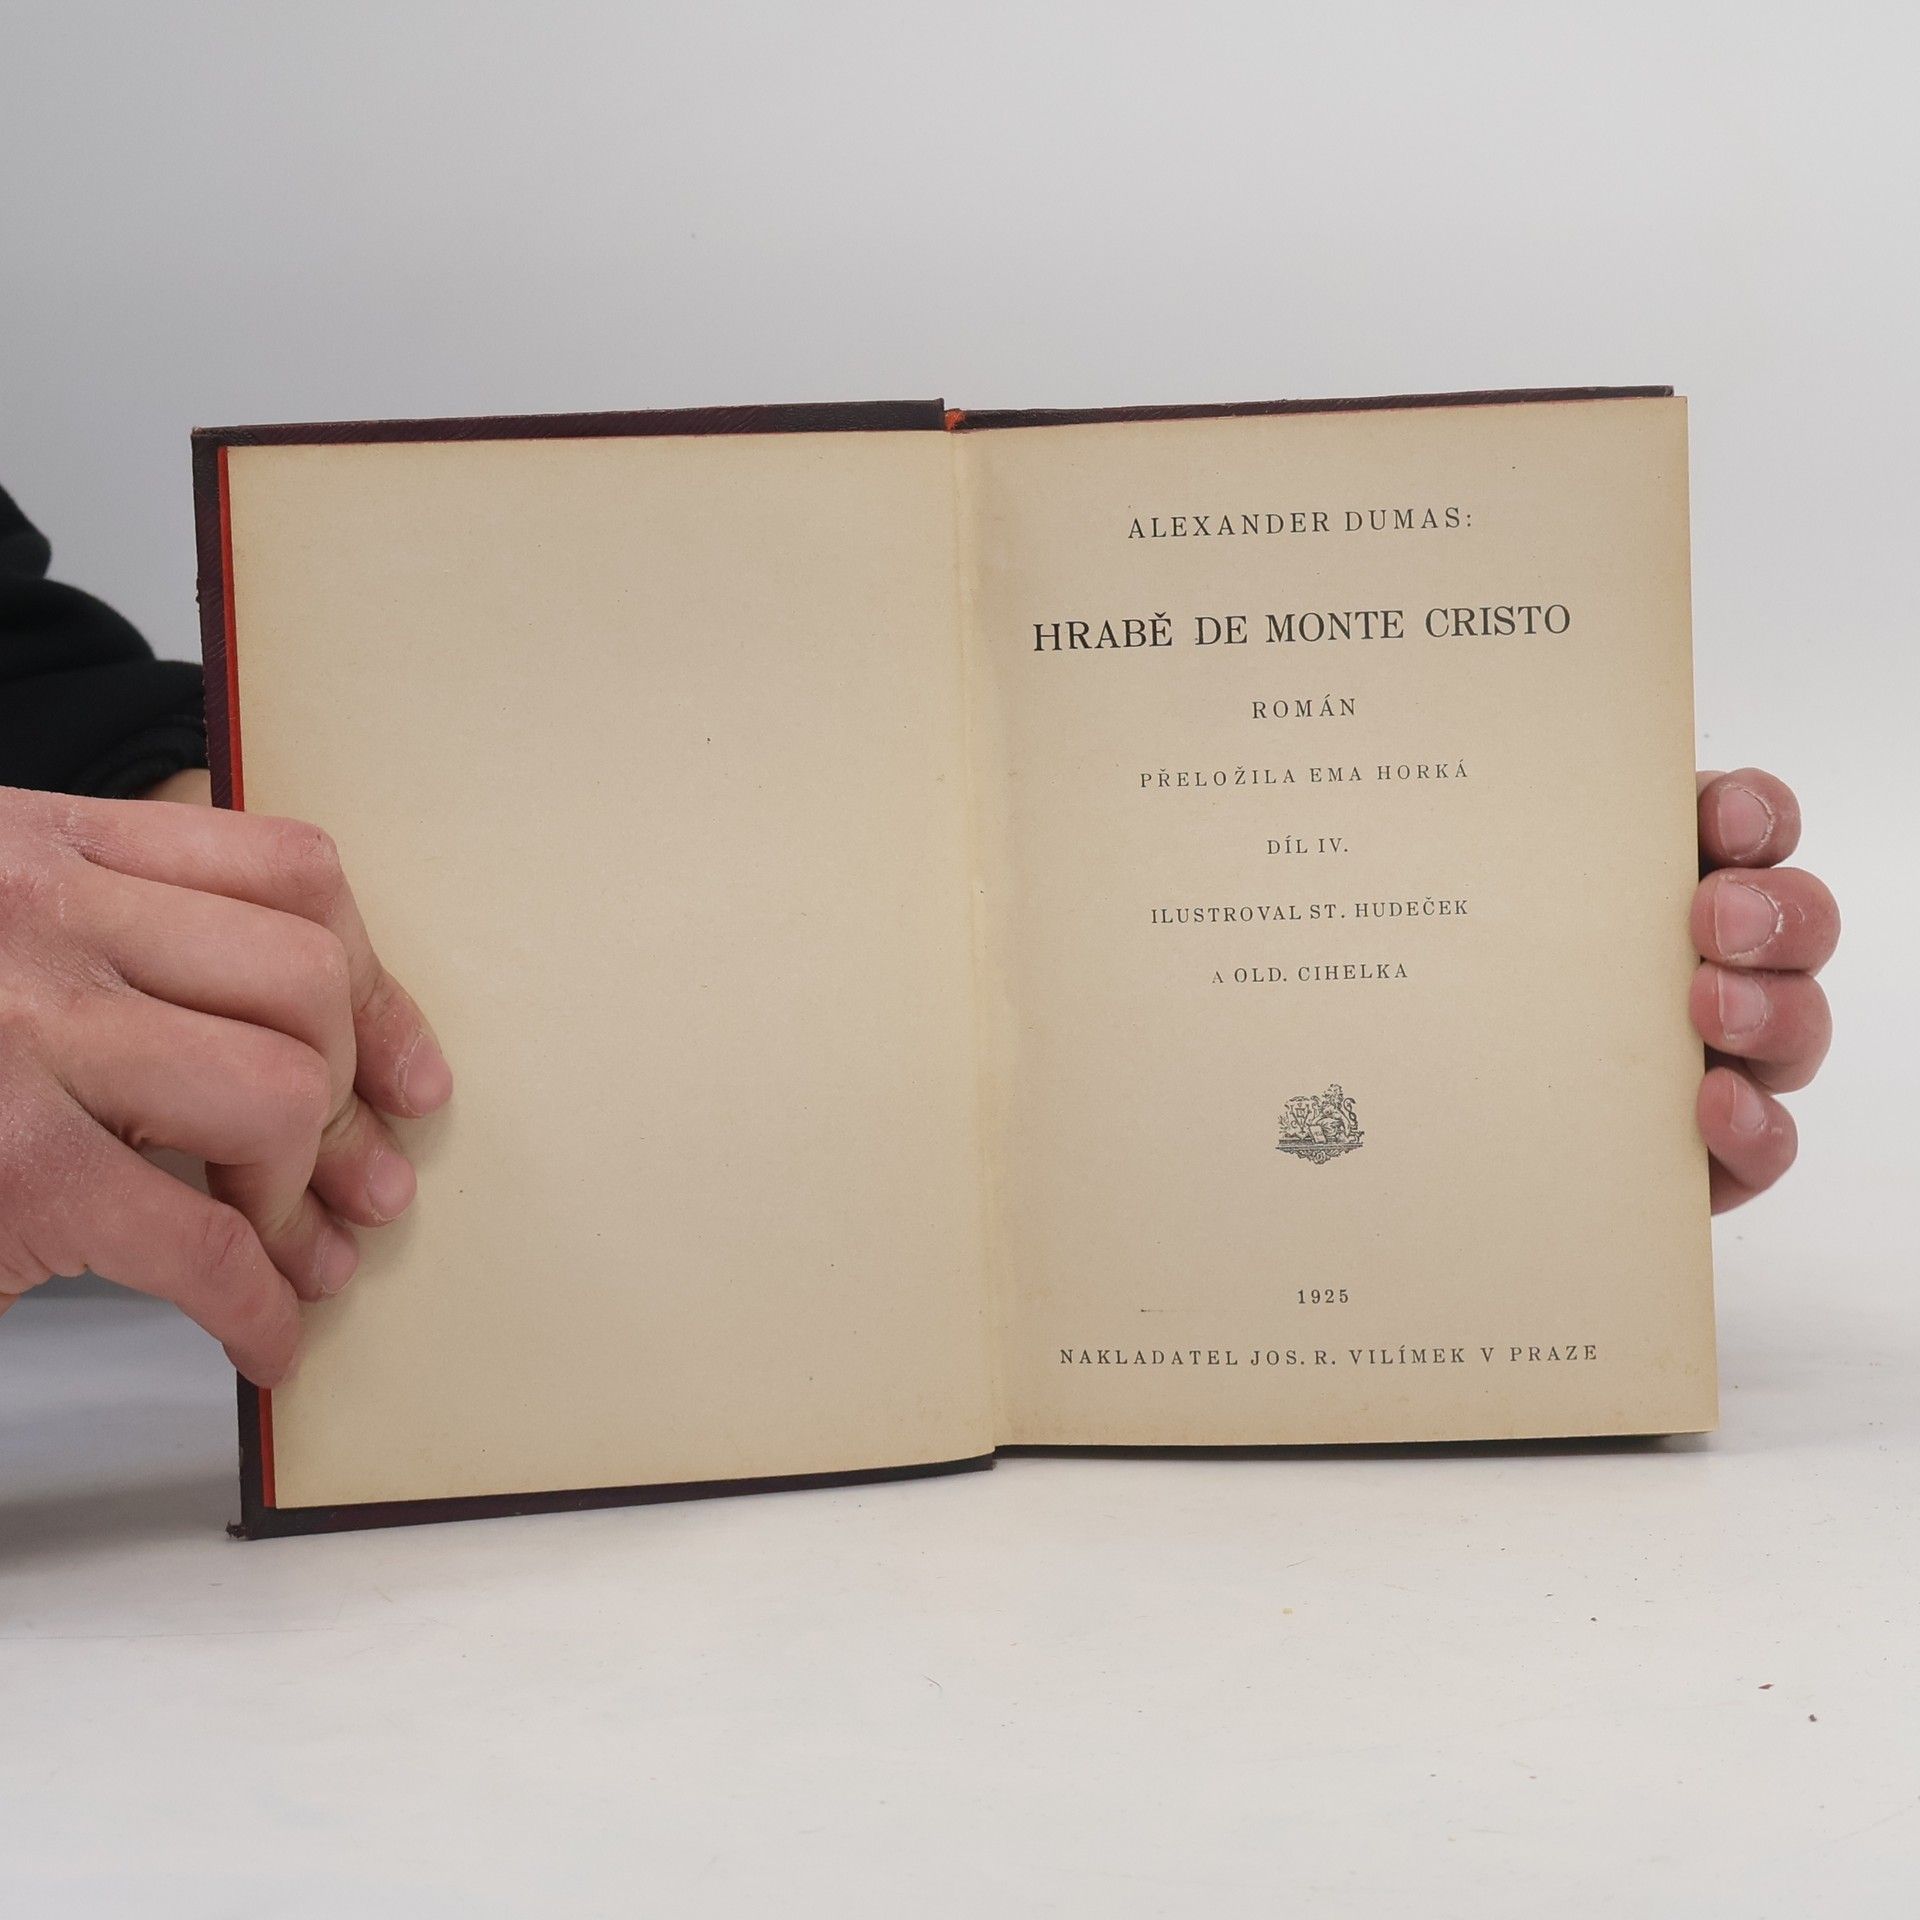 ALEXANDER DUMAS:
HRABĚ DE MONTE CRISTO
ROMÁN
PŘELOŽILA EMA HORKÁ
DÍL IV.
ILUSTROVAL ST. HUDEČEK
A OLD. CIHELKA
1925
NAKLADATEL JOS. R. VILÍMEK V PRAZE